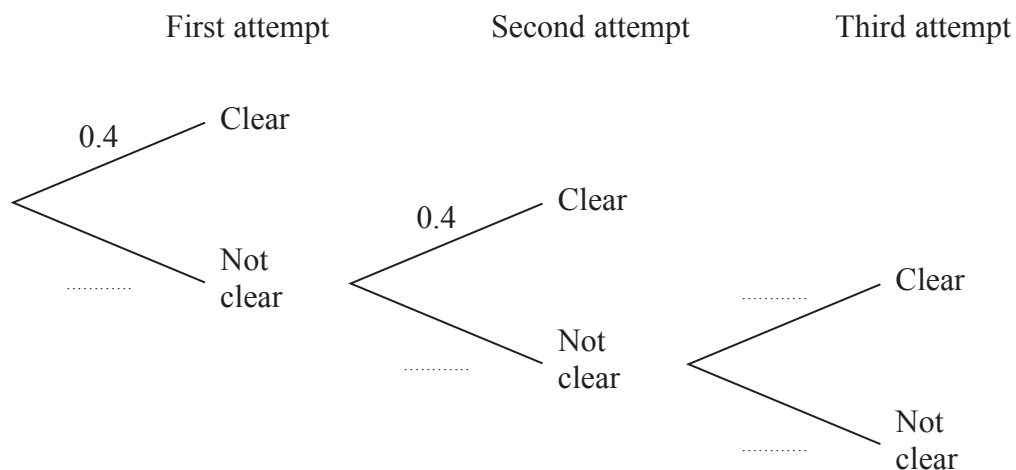 First attempt Second attempt Third attempt
0.4 Clear
0.4 Clear
Not
clear
............
............ Clear
Not
clear
............
Not
clear
............